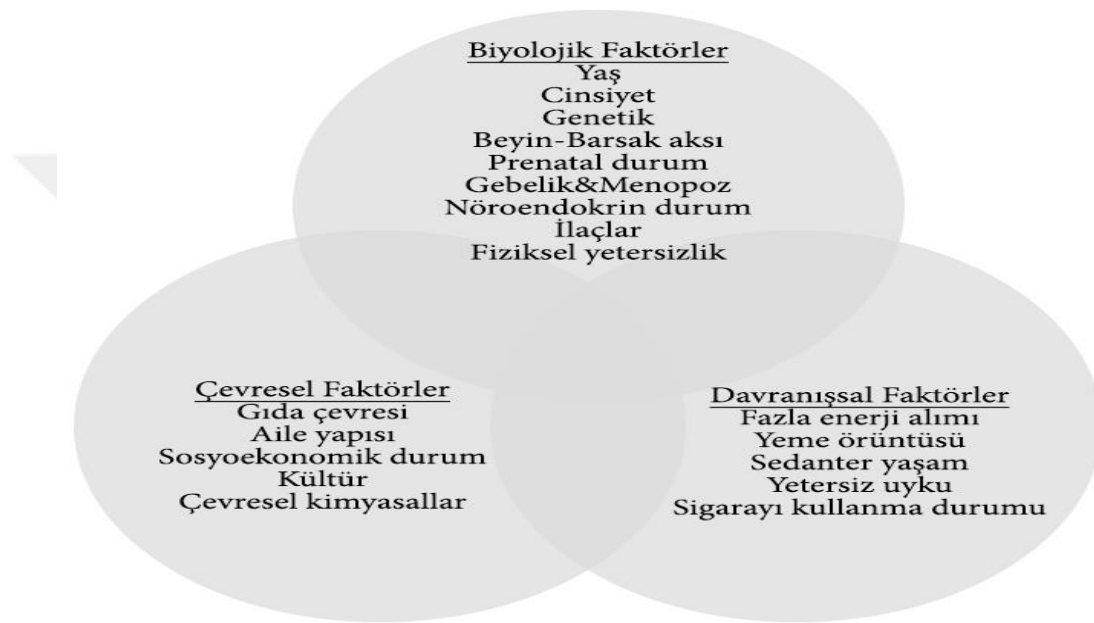 Biyolojik Faktörler
Yaş
Cinsiyet
Genetik
Beyin-Barsak aksı
Prenatal durum
Gebelik&Menopoz
Nöroendokrin durum
İlaçlar
Fiziksel yetersizlik
Çevresel Faktörler
Gıda çevresi
Aile yapısı
Sosyoekonomik durum
Kültür
Çevresel kimyasallar
Davranışsal Faktörler
Fazla enerji alımı
Yeme örüntüsü
Sedanter yaşam
Yetersiz uyku
Sigarayı kullanma durumu